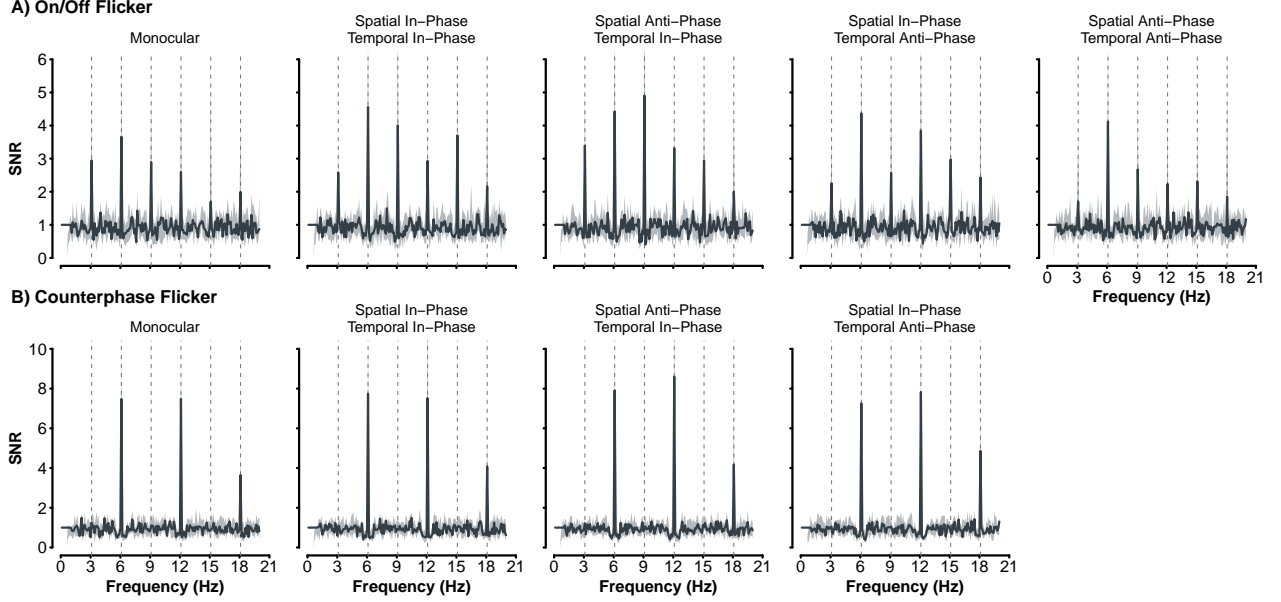 A) On/Off Flicker
Monocular
Spatial In−Phase
Temporal In−Phase
Spatial Anti−Phase
Temporal In−Phase
Spatial In−Phase
Temporal Anti−Phase
Spatial Anti−Phase
Temporal Anti−Phase
SNR
6
5
4
3
2
1
0
0 3 6 9 12 15 18 21
Frequency (Hz)
B) Counterphase Flicker
Monocular
Spatial In−Phase
Temporal In−Phase
Spatial Anti−Phase
Temporal In−Phase
Spatial In−Phase
Temporal Anti−Phase
SNR
10
8
6
4
2
0
0 3 6 9 12 15 18 21
0 3 6 9 12 15 18 21
0 3 6 9 12 15 18 21
0 3 6 9 12 15 18 21
Frequency (Hz)
Frequency (Hz)
Frequency (Hz)
Frequency (Hz)